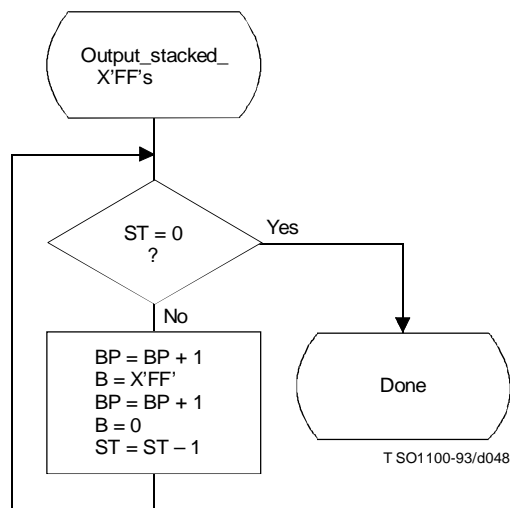 Output_stacked_
X'FF's
ST = 0
?
Yes
No
BP = BP + 1
B = X'FF'
BP = BP + 1
B = 0
ST = ST – 1
Done
T SO1100-93/d048